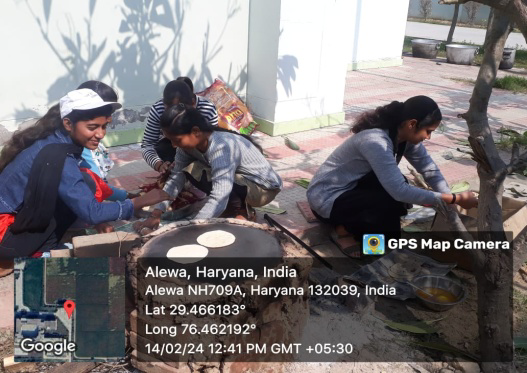 GPS Map Camera
Alewa, Haryana, India
Alewa NH709A, Haryana 132039, India
Lat 29.466183°
Long 76.462192°
14/02/24 12:41 PM GMT +05:30
Google